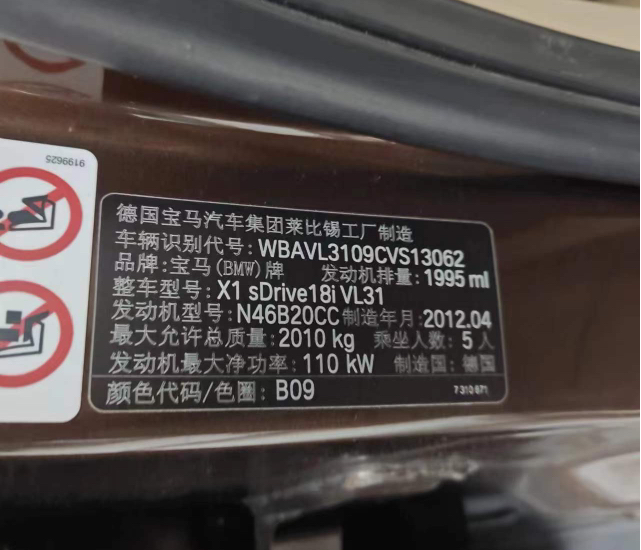 9199625
德国宝马汽车集团莱比锡工厂制造
车辆识别代号: WBAVL3109CVS13062
品牌: 宝马(BMW)牌 发动机排量: 1995 ml
整车型号: X1 sDrive18i VL31
发动机型号: N46B20CC 制造年月: 2012.04
最大允许总质量: 2010 kg 乘坐人数: 5 人
发动机最大净功率: 110 kW 制造国: 德国
颜色代码/色圈: B09 7 310 871